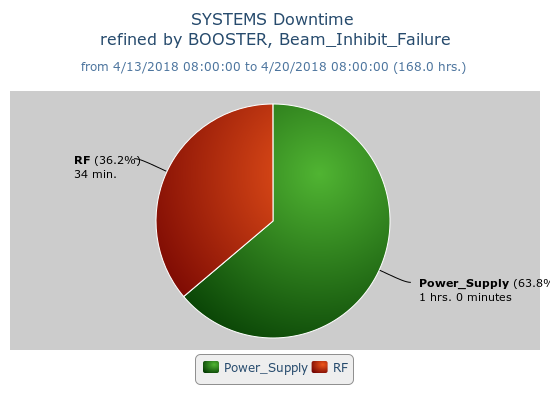 SYSTEMS Downtime
refined by BOOSTER, Beam_Inhibit_Failure
from 4/13/2018 08:00:00 to 4/20/2018 08:00:00 (168.0 hrs.)
RF (36.2%)
34 min.
Power_Supply (63.8%
1 hrs. 0 minutes
Power_Supply RF